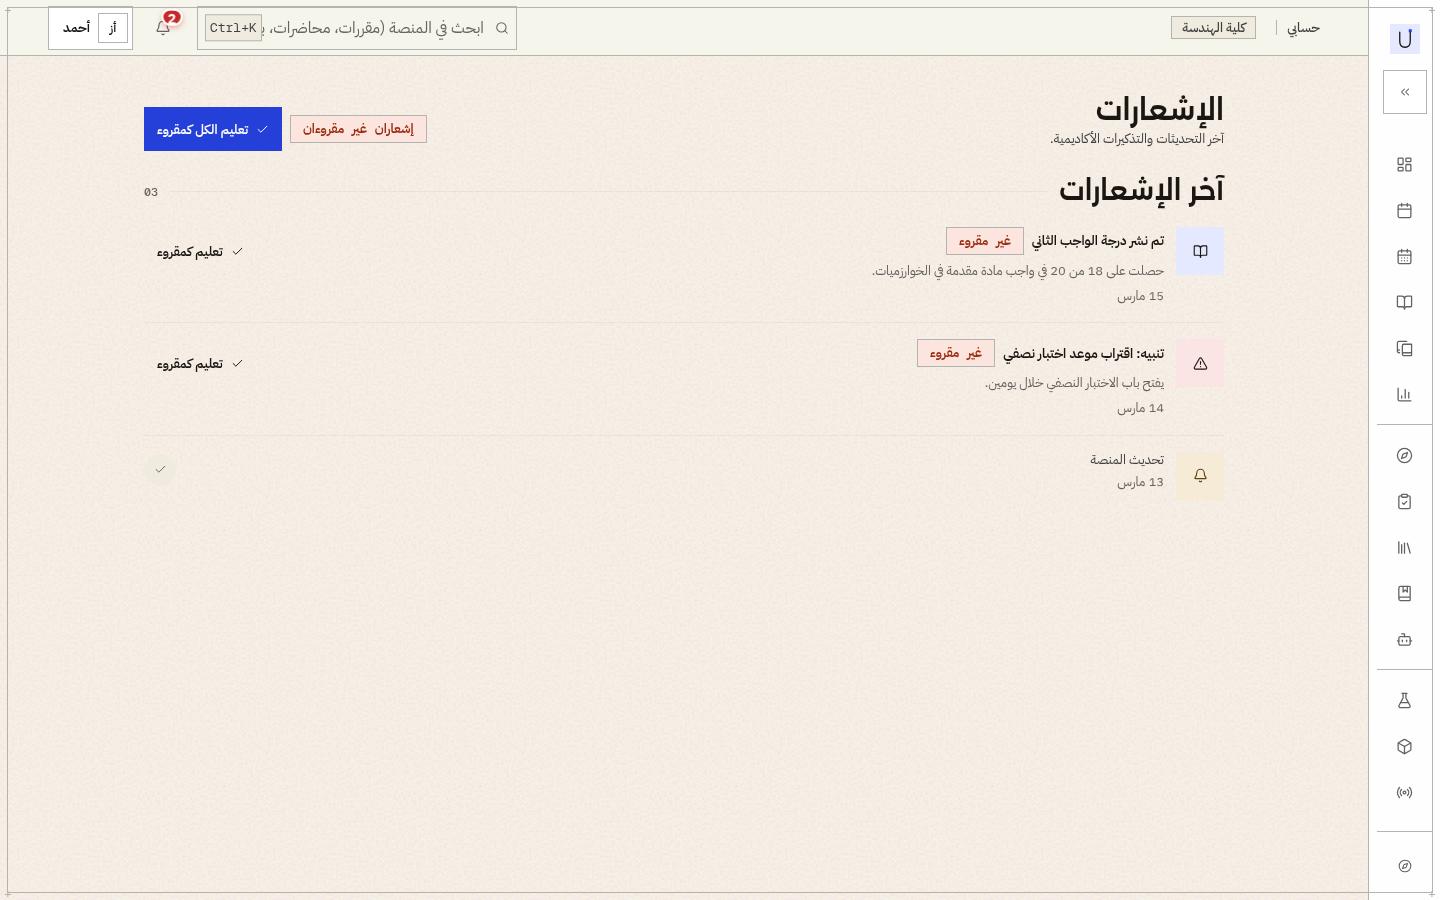 حسابي
كلية الهندسة
ابحث في المنصة (مقررات، محاضرات، ب
Ctrl+K
2
أز
أحمد
الإشعارات
آخر التحديثات والتذكيرات الأكاديمية.
إشعاران غير مقروءان
تعليم الكل كمقروء
آخر الإشعارات
03
تم نشر درجة الواجب الثاني
غير مقروء
تعليم كمقروء
حصلت على 18 من 20 في واجب مادة مقدمة في الخوارزميات.
15 مارس
تنبيه: اقتراب موعد اختبار نصفي
غير مقروء
تعليم كمقروء
يفتح باب الاختبار النصفي خلال يومين.
14 مارس
تحديث المنصة
13 مارس